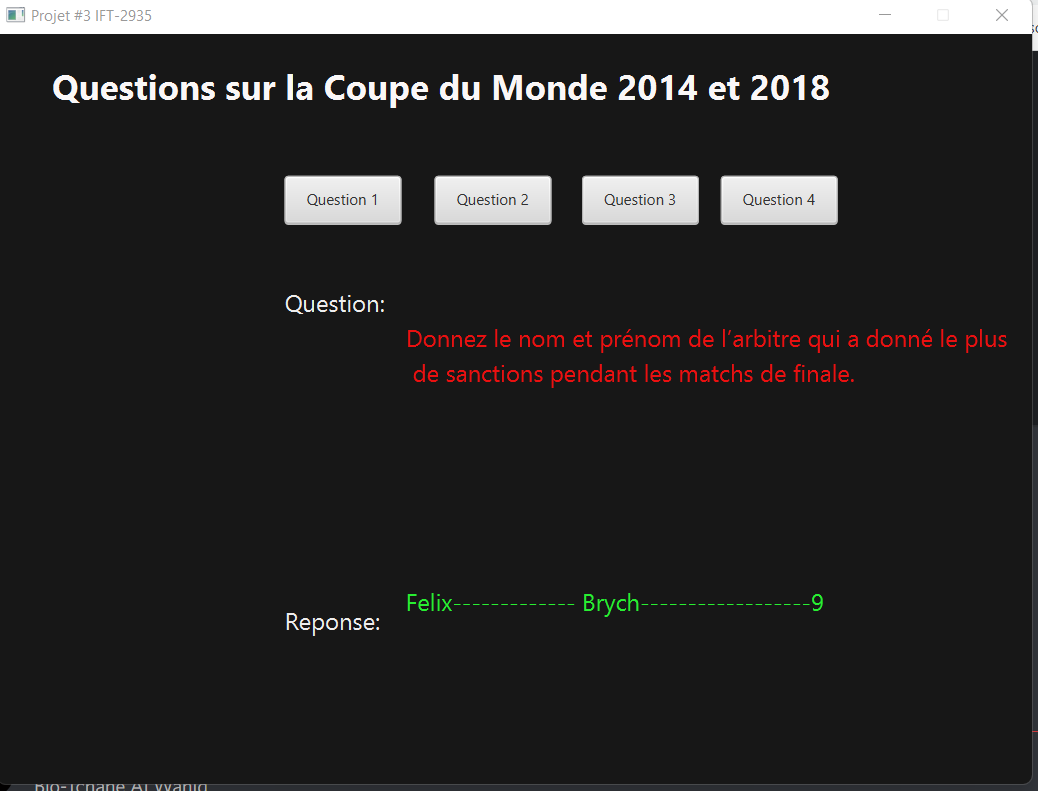 Projet #3 IFT-2935
Questions sur la Coupe du Monde 2014 et 2018
Question 1
Question 2
Question 3
Question 4
Question:
Donnez le nom et prénom de l’arbitre qui a donné le plus
de sanctions pendant les matchs de finale.
Felix------------- Brych------------------9
Reponse: